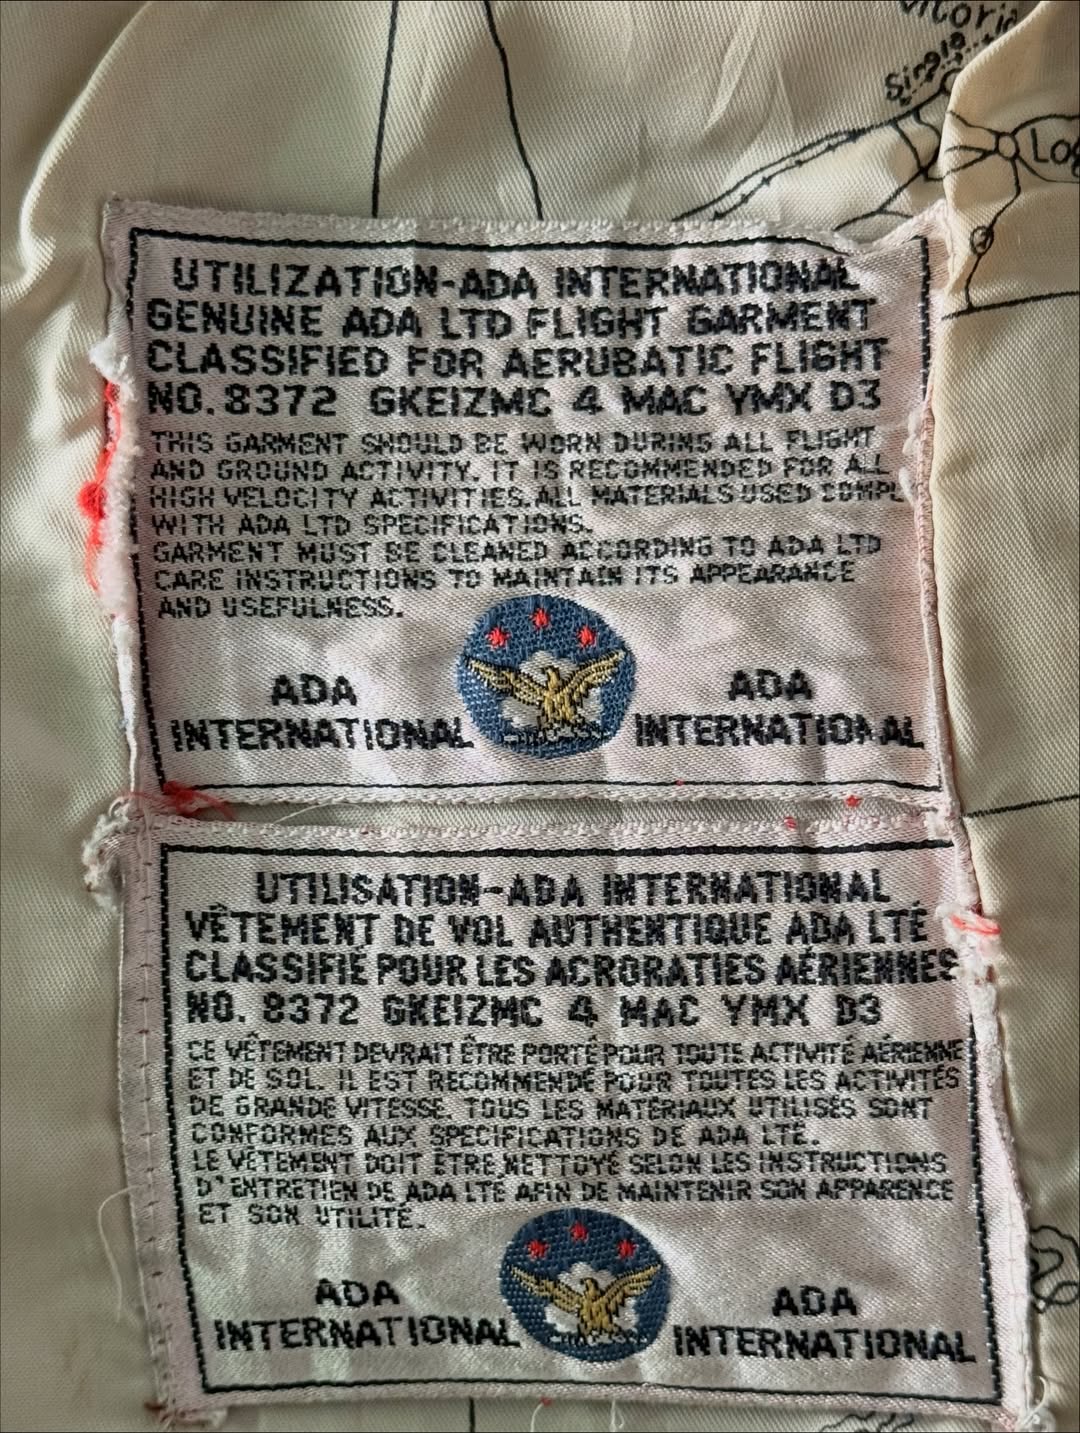 Vitoria
Single
Log
UTILIZATION-ADA INTERNATIONAL
GENUINE ADA LTD FLIGHT GARMENT
CLASSIFIED FOR AERUBATIC FLIGHT
NO. 8372 GKEIZMC 4 MAC YMX D3
THIS GARMENT SHOULD BE WORN DURING ALL FLIGHT
AND GROUND ACTIVITY. IT IS RECOMMENDED FOR ALL
HIGH VELOCITY ACTIVITIES. ALL MATERIALS USED COMPL
WITH ADA LTD SPECIFICATIONS.
GARMENT MUST BE CLEANED ACCORDING TO ADA LTD
CARE INSTRUCTIONS TO MAINTAIN ITS APPEARANCE
AND USEFULNESS.
ADA INTERNATIONAL
ADA INTERNATIONAL
UTILISATION-ADA INTERNATIONAL
VÊTEMENT DE VOL AUTHENTIQUE ADA LTÉ
CLASSIFIÉ POUR LES ACRORATIES AÉRIENNES
NO. 8372 GKEIZMC 4 MAC YMX D3
CE VÊTEMENT DEVRAIT ÊTRE PORTÉ POUR TOUTE ACTIVITÉ AÉRIENNE
ET DE SOL. IL EST RECOMMENDÉ POUR TOUTES LES ACTIVITÉS
DE GRANDE VITESSE. TOUS LES MATÉRIAUX UTILISÉS SONT
CONFORMES AUX SPECIFICATIONS DE ADA LTÉ.
LE VÊTEMENT DOIT ÊTRE NETTOYÉ SELON LES INSTRUCTIONS
D'ENTRETIEN DE ADA LTÉ AFIN DE MAINTENIR SON APPARENCE
ET SON UTILITÉ.
ADA INTERNATIONAL
ADA INTERNATIONAL